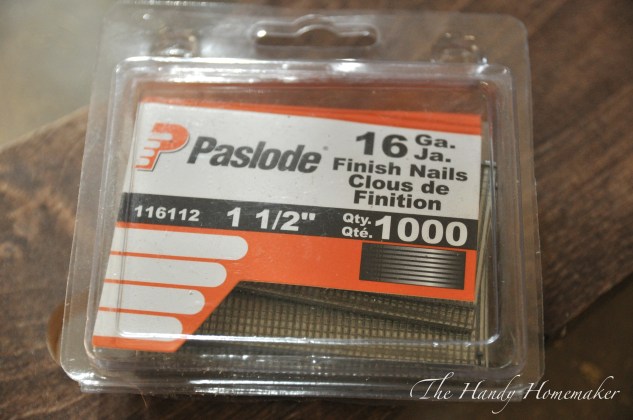 Paslode
16 Ga.
Ja.
Finish Nails
Clous de
Finition
116112 1 1/2" Qty.
Qté. 1000
The Handy Homemaker